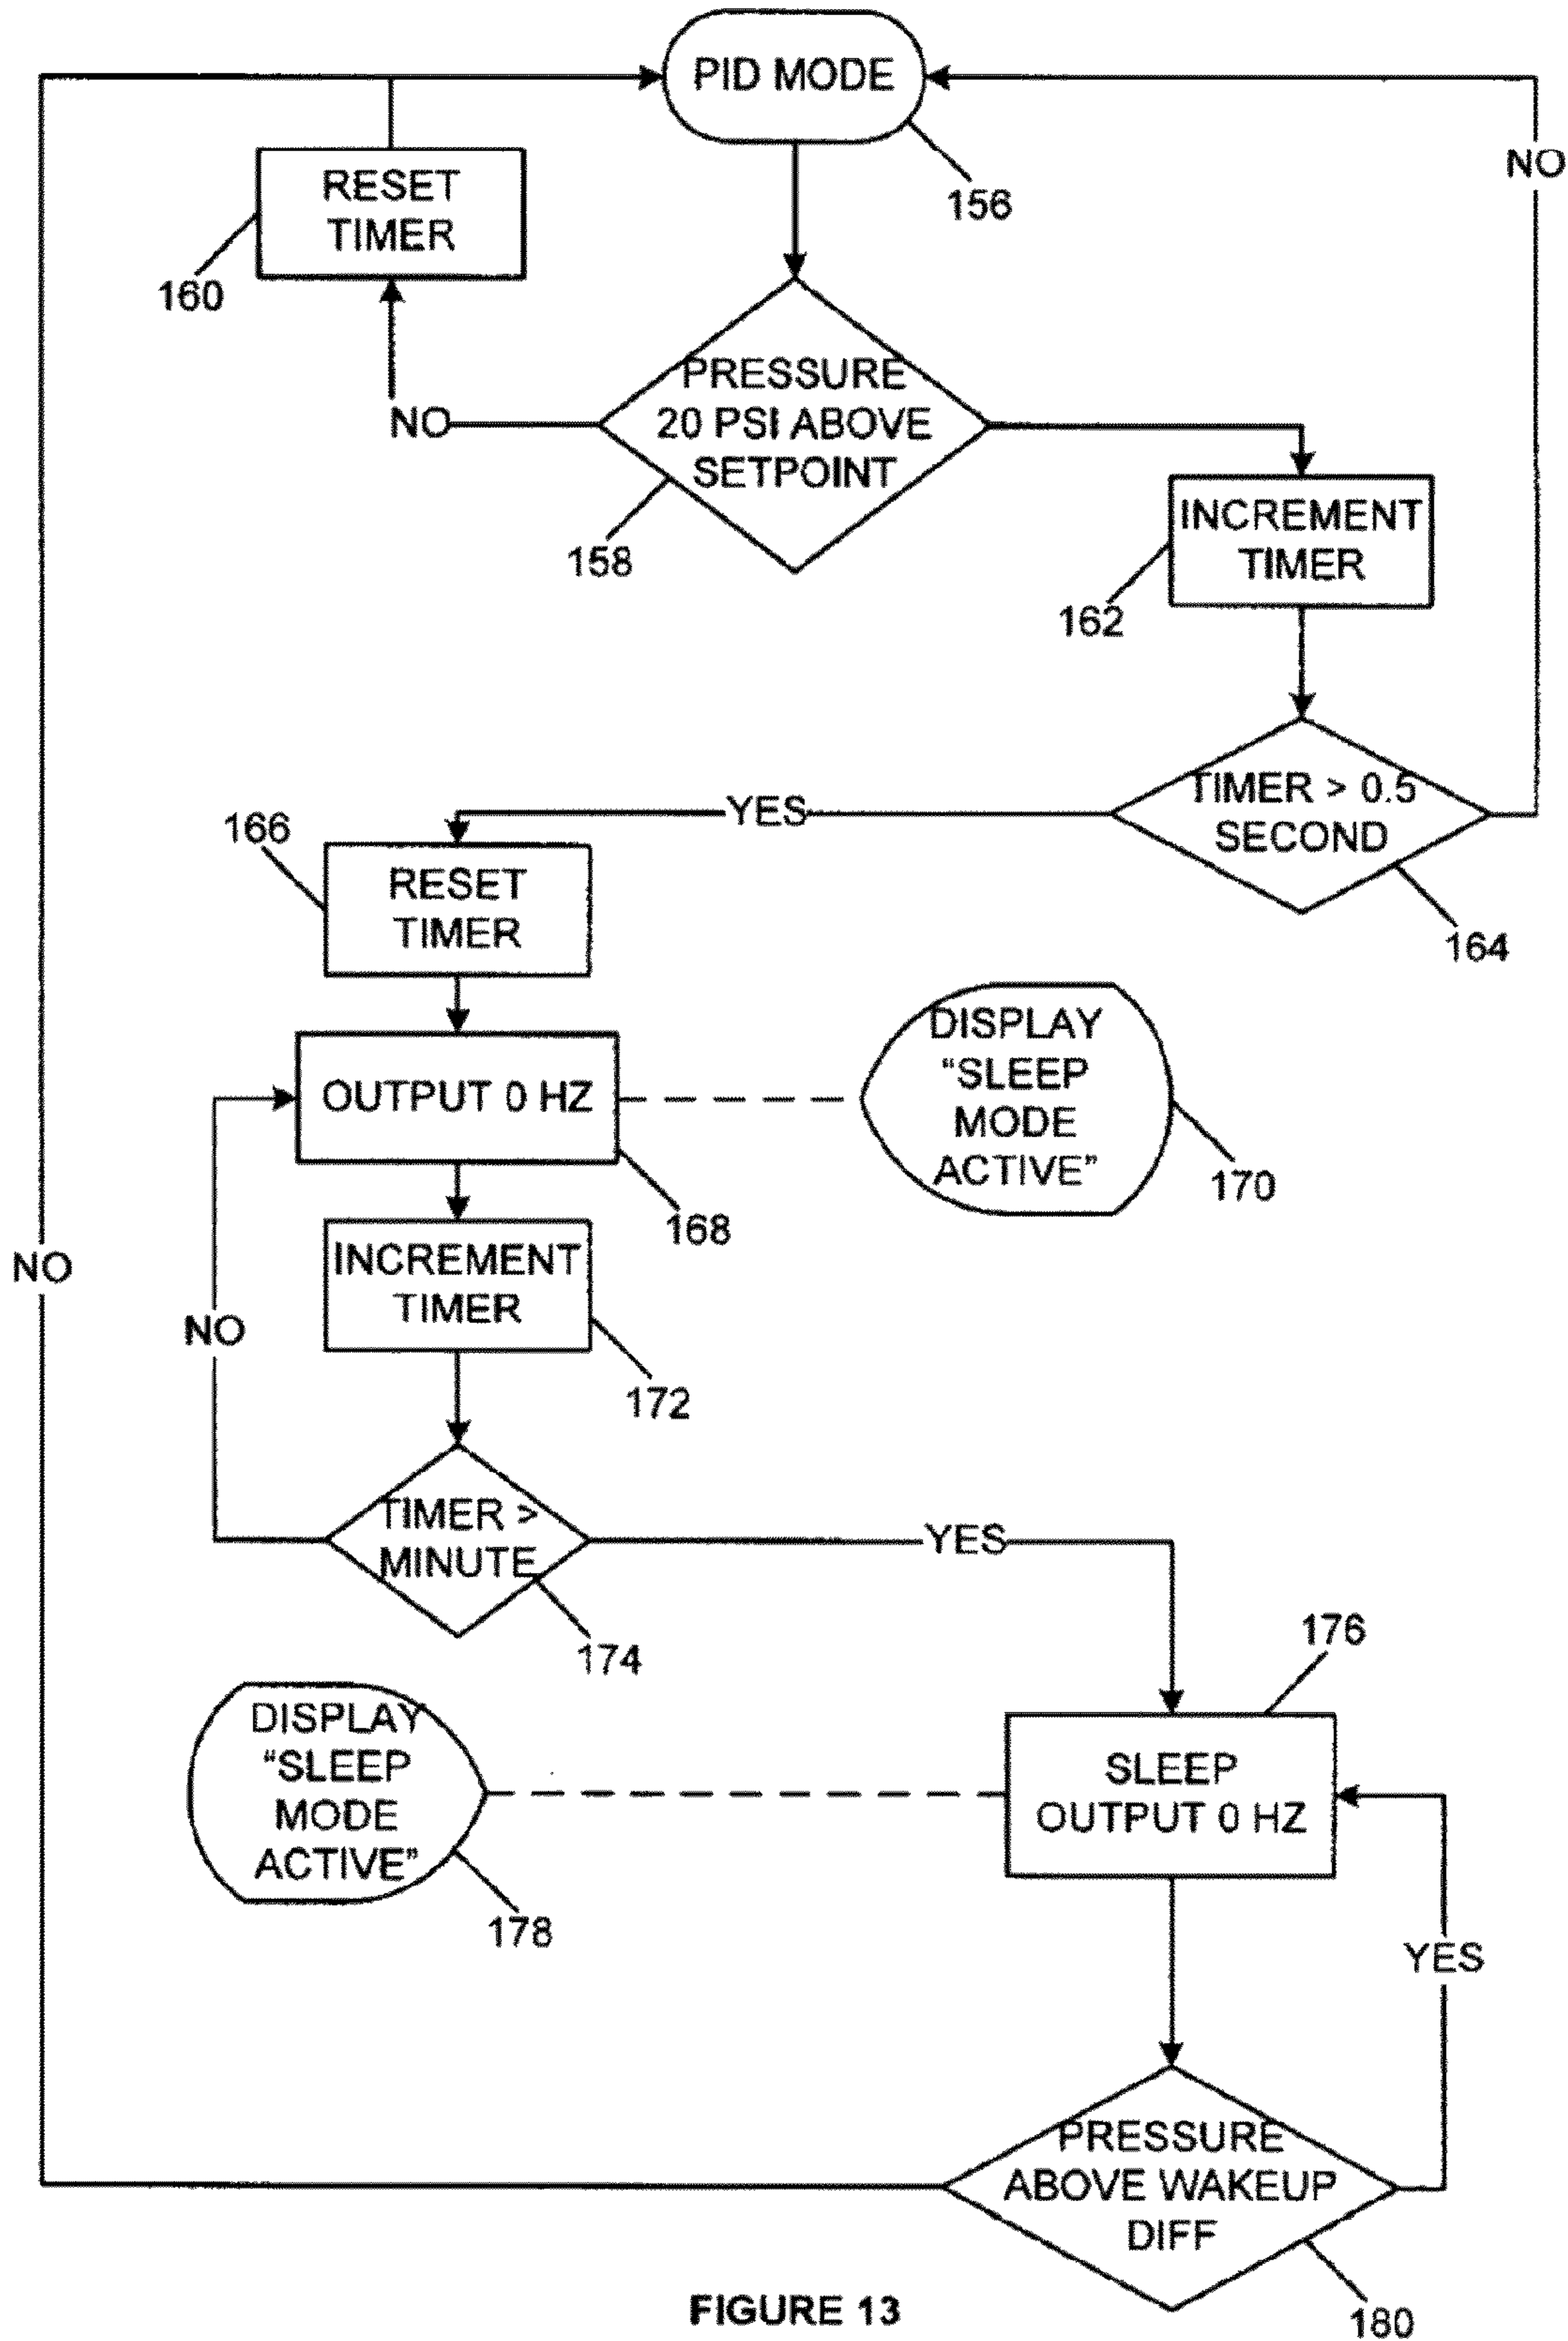 PID MODE
156
NO
RESET
TIMER
160
PRESSURE
20 PSI ABOVE
SETPOINT
NO
158
INCREMENT
TIMER
162
TIMER > 0.5
SECOND
YES
164
166
RESET
TIMER
OUTPUT 0 HZ
168
DISPLAY
“SLEEP
MODE
ACTIVE”
170
NO
INCREMENT
TIMER
172
NO
TIMER >
MINUTE
YES
174
176
DISPLAY
“SLEEP
MODE
ACTIVE”
178
SLEEP
OUTPUT 0 HZ
YES
PRESSURE
ABOVE WAKEUP
DIFF
180
FIGURE 13